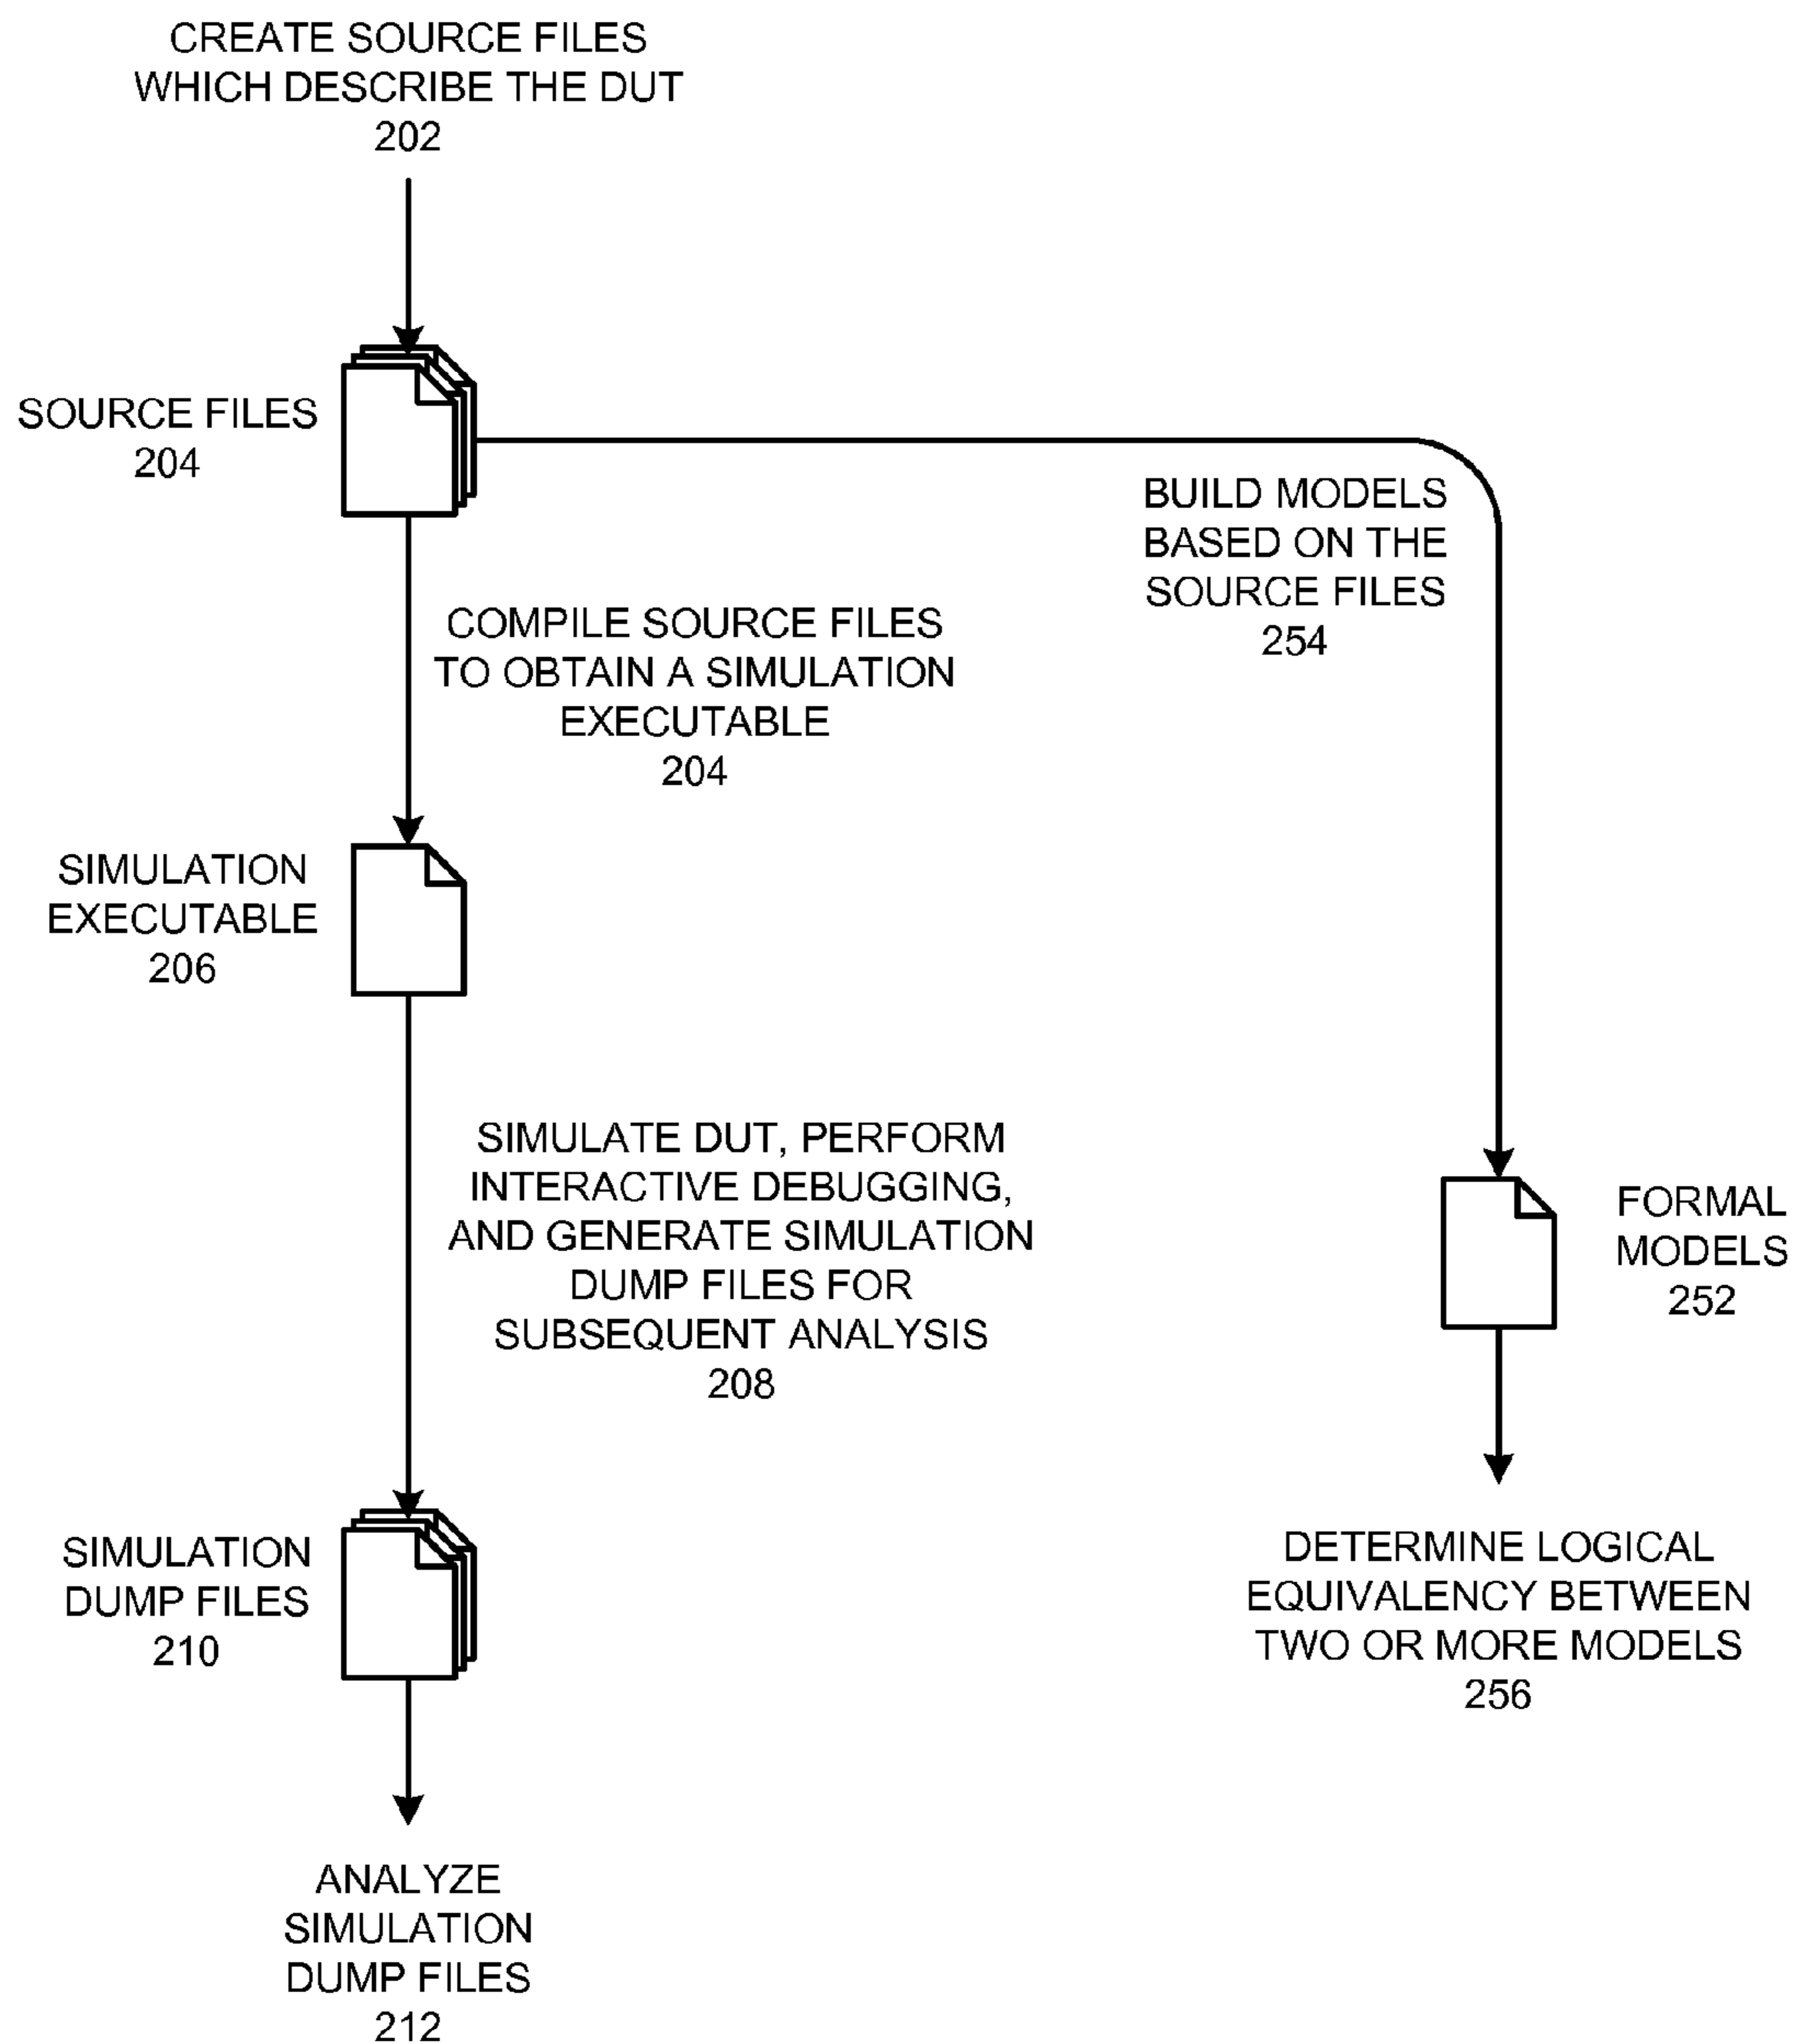 CREATE SOURCE FILES
WHICH DESCRIBE THE DUT
202
SOURCE FILES
204
BUILD MODELS
BASED ON THE
SOURCE FILES
254
COMPILE SOURCE FILES
TO OBTAIN A SIMULATION
EXECUTABLE
204
SIMULATION
EXECUTABLE
206
SIMULATE DUT, PERFORM
INTERACTIVE DEBUGGING,
AND GENERATE SIMULATION
DUMP FILES FOR
SUBSEQUENT ANALYSIS
208
FORMAL
MODELS
252
SIMULATION
DUMP FILES
210
DETERMINE LOGICAL
EQUIVALENCY BETWEEN
TWO OR MORE MODELS
256
ANALYZE
SIMULATION
DUMP FILES
212